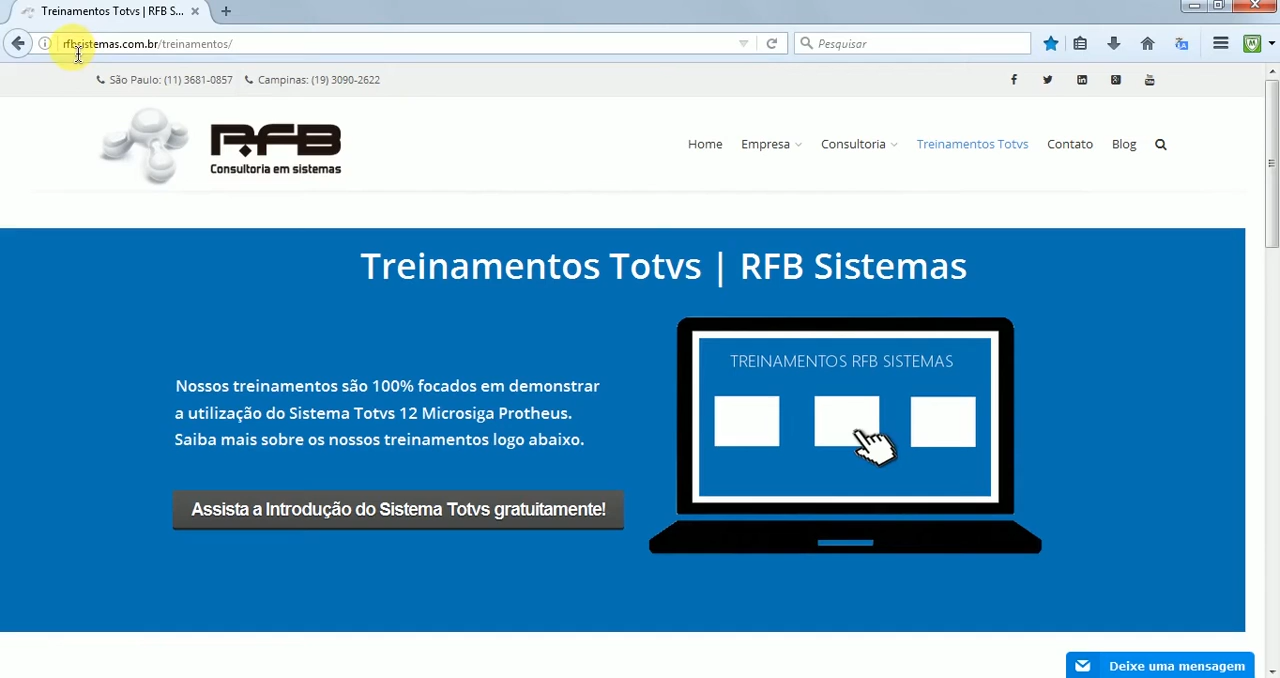 Treinamentos Totvs | RFB S...
rfbsistemas.com.br/treinamentos/
Pesquisar
São Paulo: (11) 3681-0857 Campinas: (19) 3090-2622
RFB
Consultoria em sistemas
Home Empresa Consultoria Treinamentos Totvs Contato Blog
Treinamentos Totvs | RFB Sistemas
TREINAMENTOS RFB SISTEMAS
Nossos treinamentos são 100% focados em demonstrar
a utilização do Sistema Totvs 12 Microsiga Protheus.
Saiba mais sobre os nossos treinamentos logo abaixo.
Assista a Introdução do Sistema Totvs gratuitamente!
Deixe uma mensagem